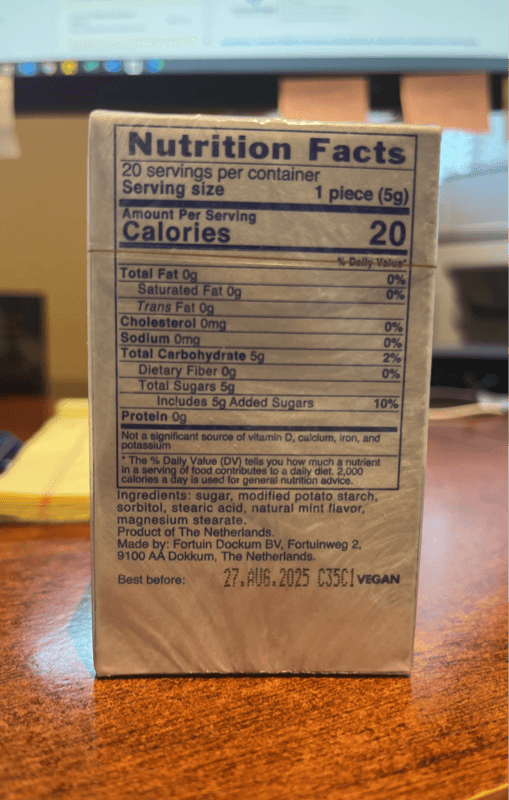 Nutrition Facts
20 servings per container
Serving size 1 piece (5g)
Amount Per Serving
Calories 20
% Daily Value*
Total Fat 0g 0%
Saturated Fat 0g 0%
Trans Fat 0g
Cholesterol 0mg 0%
Sodium 0mg 0%
Total Carbohydrate 5g 2%
Dietary Fiber 0g 0%
Total Sugars 5g
Includes 5g Added Sugars 10%
Protein 0g
Not a significant source of vitamin D, calcium, iron, and
potassium
* The % Daily Value (DV) tells you how much a nutrient
in a serving of food contributes to a daily diet. 2,000
calories a day is used for general nutrition advice.
Ingredients: sugar, modified potato starch,
sorbitol, stearic acid, natural mint flavor,
magnesium stearate.
Product of The Netherlands.
Made by: Fortuin Dockum BV, Fortuinweg 2,
9100 AA Dokkum, The Netherlands.
Best before: 27.AUG.2025 C35C1 VEGAN